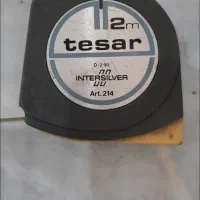 2m
tesar
D-2 90
INTERSILVER
Art.214